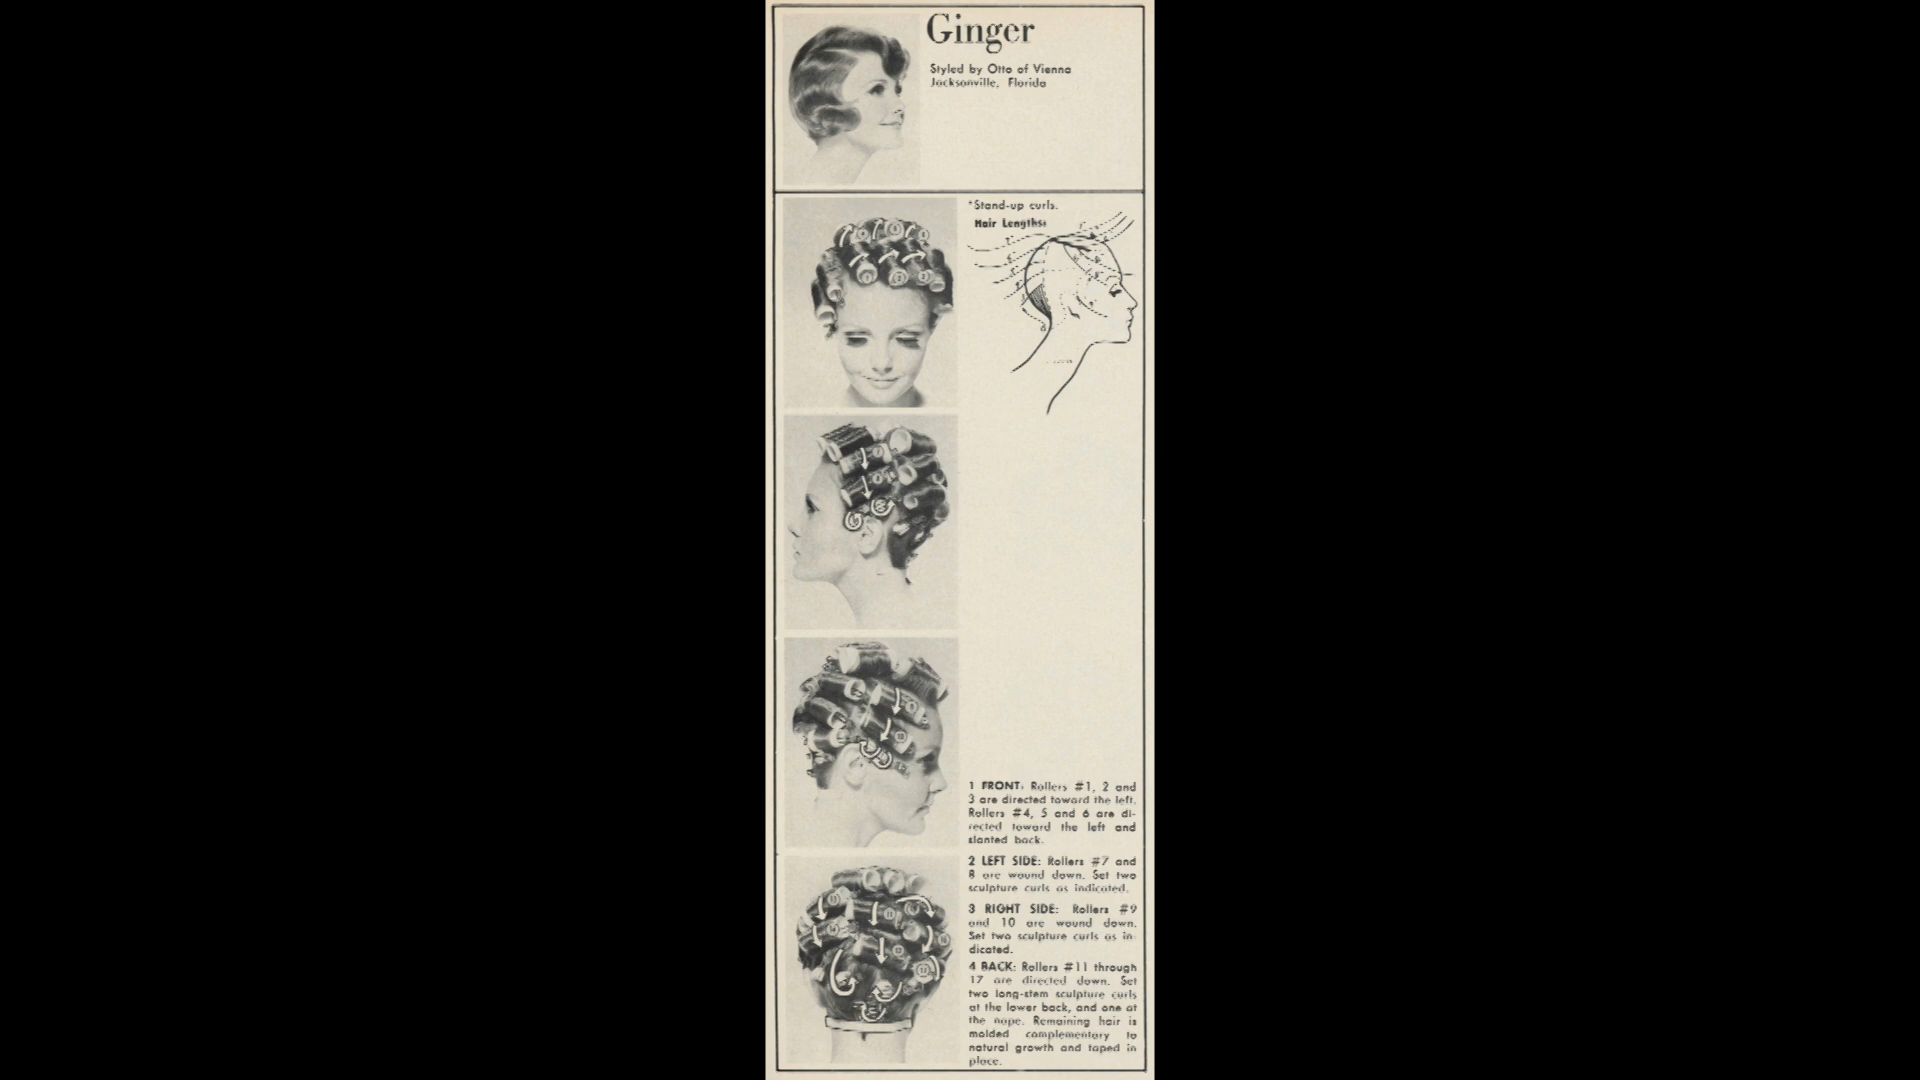 Ginger
Styled by Otto of Vienna
Jacksonville, Florida
*Stand-up curls.
Hair Lengths:
1 FRONT: Rollers #1, 2 and
3 are directed toward the left.
Rollers #4, 5 and 6 are di-
rected toward the left and
slanted back.
2 LEFT SIDE: Rollers #7 and
8 are wound down. Set two
sculpture curls as indicated.
3 RIGHT SIDE: Rollers #9
and 10 are wound down.
Set two sculpture curls as in-
dicated.
4 BACK: Rollers #11 through
17 are directed down. Set
two long-stem sculpture curls
at the lower back, and one at
the nape. Remaining hair is
molded complementary to
natural growth and taped in
place.